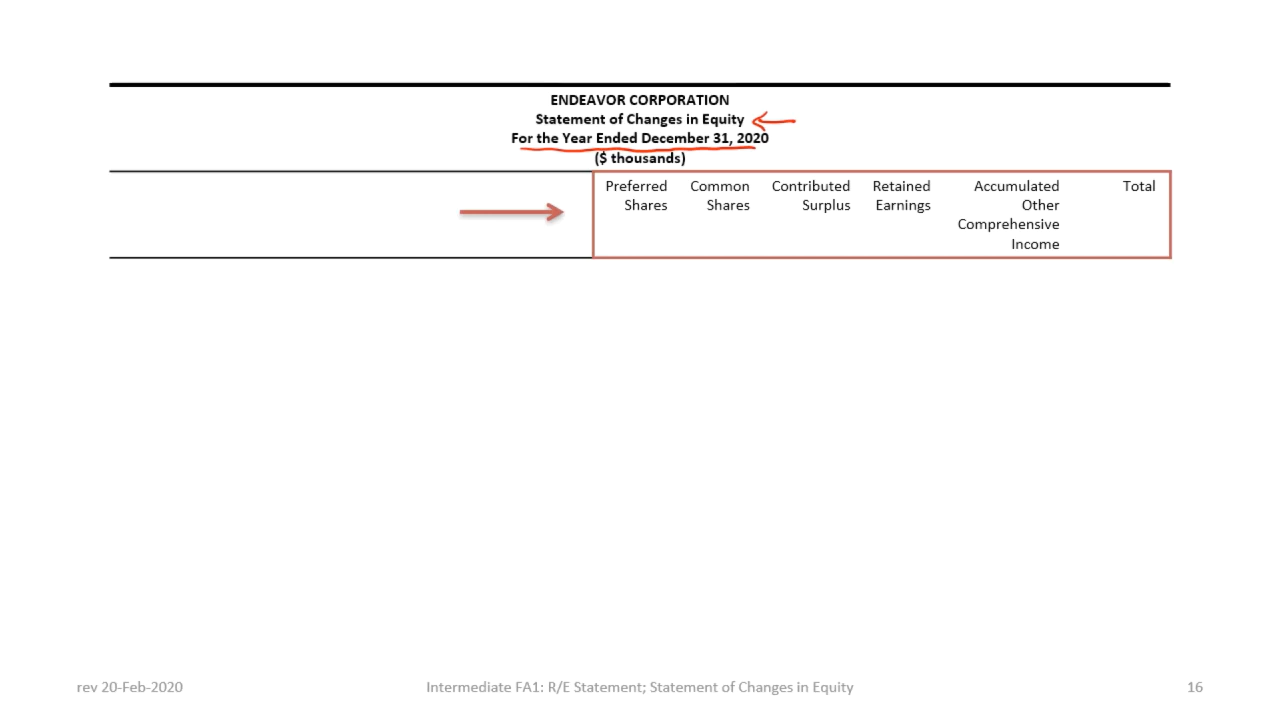 ENDEAVOR CORPORATION
Statement of Changes in Equity
For the Year Ended December 31, 2020
($ thousands)
Preferred Shares
Common Shares
Contributed Surplus
Retained Earnings
Accumulated Other Comprehensive Income
Total
rev 20-Feb-2020
Intermediate FA1: R/E Statement; Statement of Changes in Equity
16